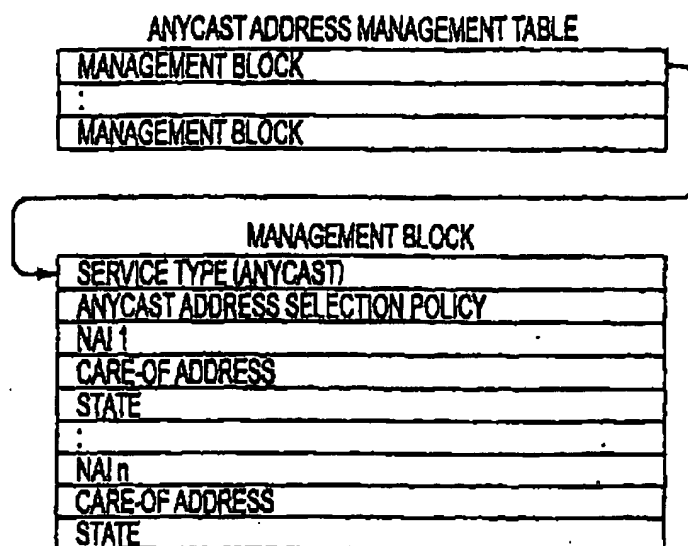 ANYCAST ADDRESS MANAGEMENT TABLE
MANAGEMENT BLOCK
:
MANAGEMENT BLOCK
MANAGEMENT BLOCK
SERVICE TYPE (ANYCAST)
ANYCAST ADDRESS SELECTION POLICY
NAI 1
CARE-OF ADDRESS
STATE
:
NAI n
CARE-OF ADDRESS
STATE